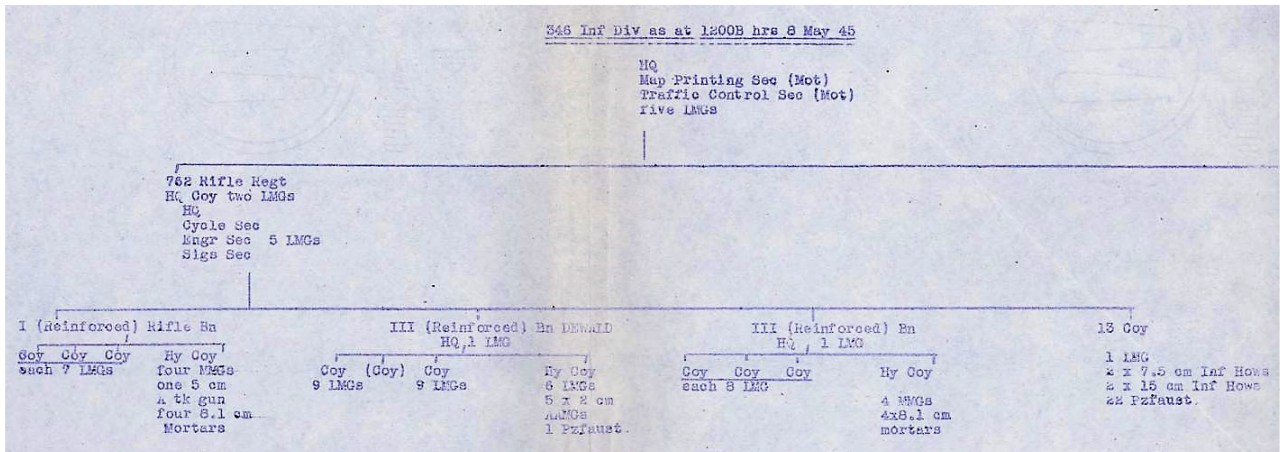 346 Inf Div as at 1200B hrs 8 May 45
HQ
Map Printing Sec (Mot)
Traffic Control Sec (Mot)
five LMGs
762 Rifle Regt
HQ Coy two LMGs
HQ
Cycle Sec
Engr Sec 5 LMGs
Sigs Sec
I (Reinforced) Rifle Bn
Coy Coy Coy
each 7 LMGs
Hy Coy
four MMGs
one 5 cm
A tk gun
four 8.1 cm
Mortars
III (Reinforced) Bn DEWALD
HQ, 1 LMG
Coy (Coy) Coy
9 LMGs 9 LMGs
Hy Coy
6 LMGs
5 x 2 cm
AAMGs
1 Pzfaust.
III (Reinforced) Bn
HQ, 1 LMG
Coy Coy Coy
each 8 LMG
Hy Coy
4 MMGs
4x8.1 cm
mortars
13 Coy
1 LMG
2 x 7.5 cm Inf Hows
2 x 15 cm Inf Hows
22 Pzfaust.